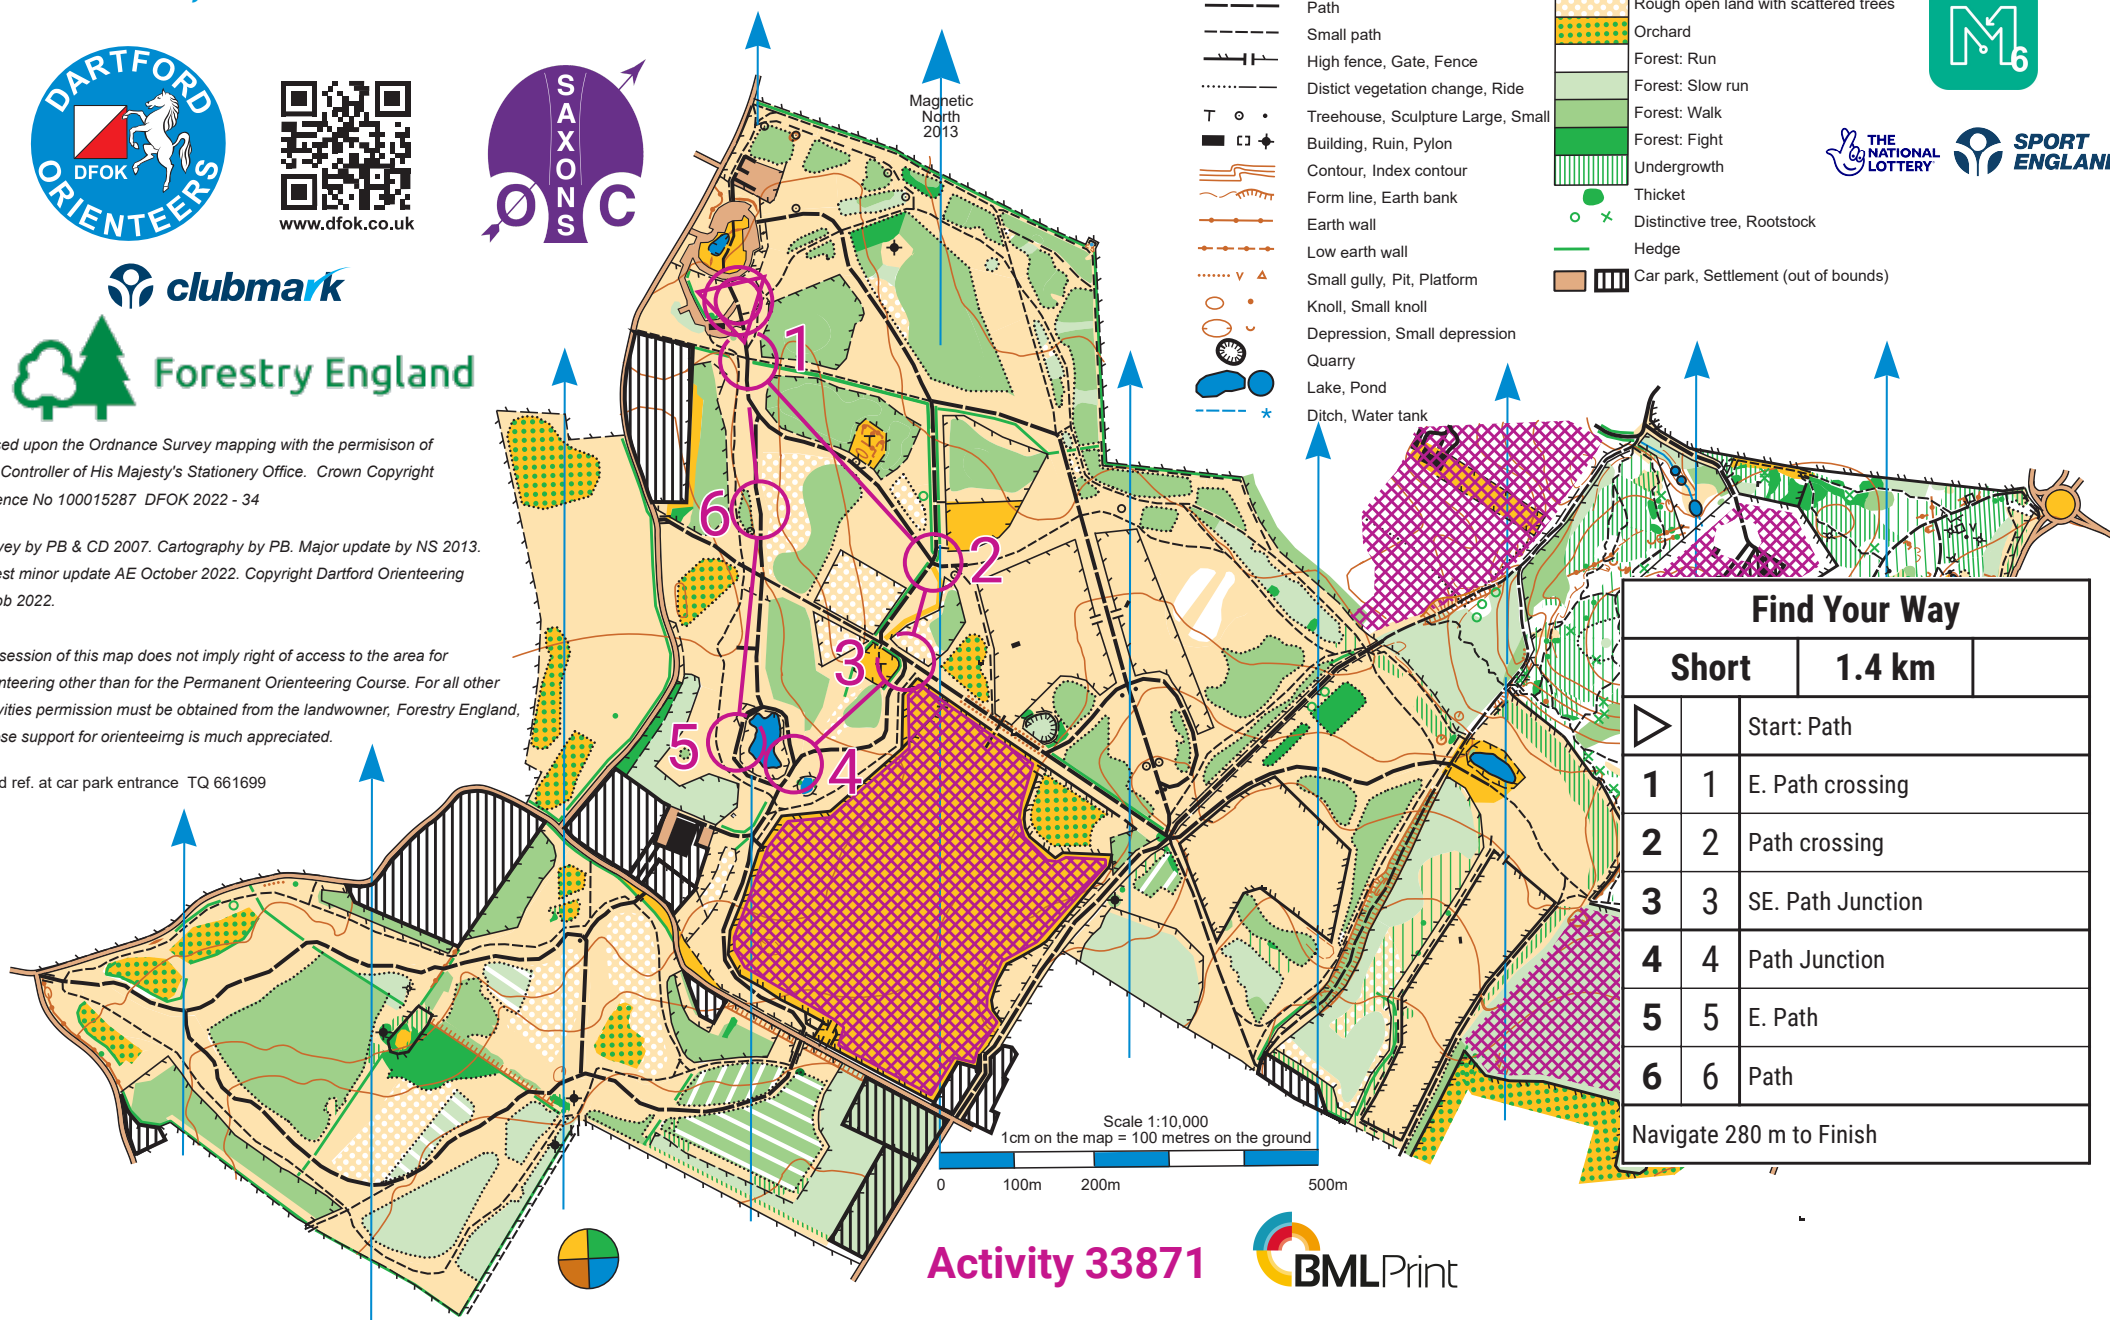 DARTFORD
ORIENTEERS
DFOK
www.dfok.co.uk
SAXONS
O C
clubmark
Forestry England
sed upon the Ordnance Survey mapping with the permisison of
Controller of His Majesty's Stationery Office. Crown Copyright
ence No 100015287 DFOK 2022 - 34
vey by PB & CD 2007. Cartography by PB. Major update by NS 2013.
est minor update AE October 2022. Copyright Dartford Orienteering
ob 2022.
session of this map does not imply right of access to the area for
nteering other than for the Permanent Orienteering Course. For all other
vities permission must be obtained from the landwowner, Forestry England,
ose support for orienteeirng is much appreciated.
d ref. at car park entrance TQ 661699
Magnetic
North
2013
Path
Small path
High fence, Gate, Fence
Distict vegetation change, Ride
Treehouse, Sculpture Large, Small
Building, Ruin, Pylon
Contour, Index contour
Form line, Earth bank
Earth wall
Low earth wall
Small gully, Pit, Platform
Knoll, Small knoll
Depression, Small depression
Quarry
Lake, Pond
Ditch, Water tank
Rough open land with scattered trees
Orchard
Forest: Run
Forest: Slow run
Forest: Walk
Forest: Fight
Undergrowth
Thicket
Distinctive tree, Rootstock
Hedge
Car park, Settlement (out of bounds)
M6
THE
NATIONAL
LOTTERY
SPORT
ENGLAND
1
6
2
3
5
4
Find Your Way
Short 1.4 km
Start: Path
1 1 E. Path crossing
2 2 Path crossing
3 3 SE. Path Junction
4 4 Path Junction
5 5 E. Path
6 6 Path
Navigate 280 m to Finish
Scale 1:10,000
1cm on the map = 100 metres on the ground
0 100m 200m 500m
Activity 33871
BMLPrint